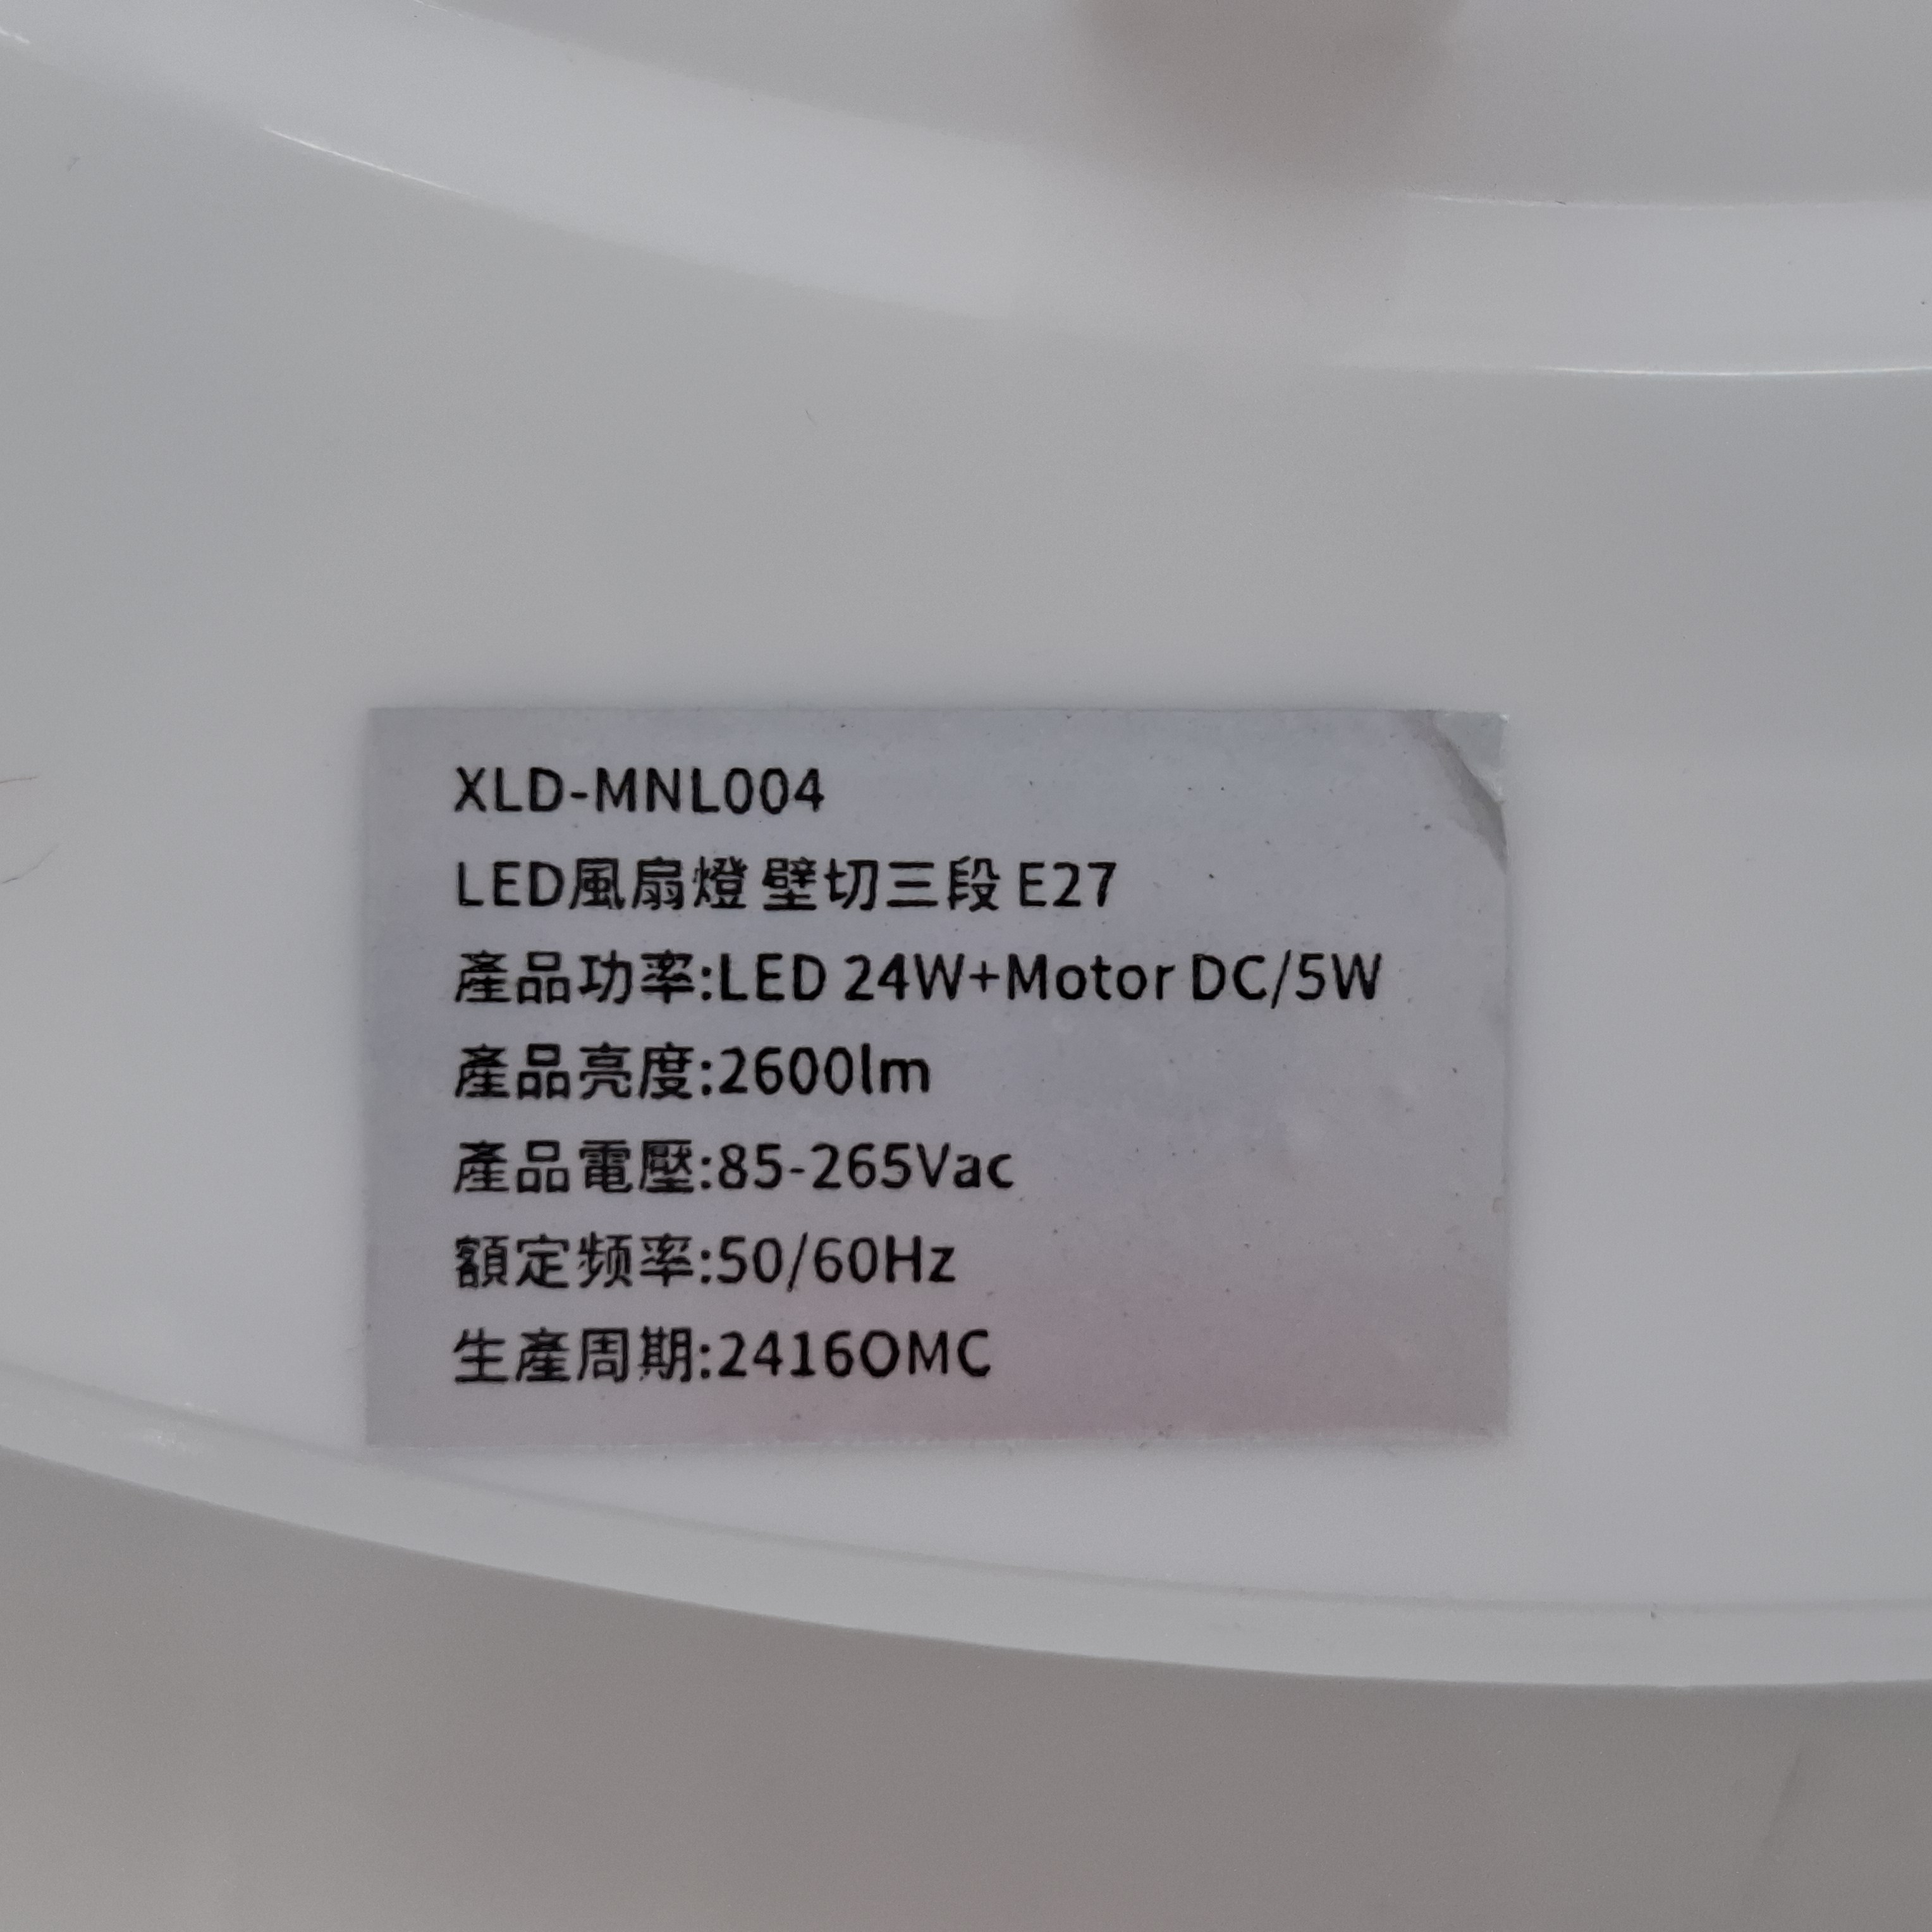 XLD-MNL004
LED風扇燈 壁切三段 E27
產品功率:LED 24W+Motor DC/5W
產品亮度:2600lm
產品電壓:85-265Vac
額定频率:50/60Hz
生產周期:2416OMC